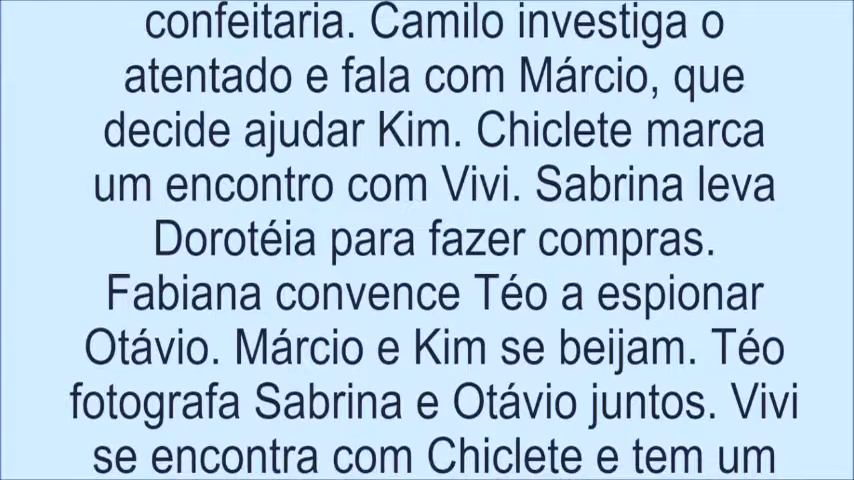 confeitaria. Camilo investiga o
atentado e fala com Márcio, que
decide ajudar Kim. Chiclete marca
um encontro com Vivi. Sabrina leva
Dorotéia para fazer compras.
Fabiana convence Téo a espionar
Otávio. Márcio e Kim se beijam. Téo
fotografa Sabrina e Otávio juntos. Vivi
se encontra com Chiclete e tem um